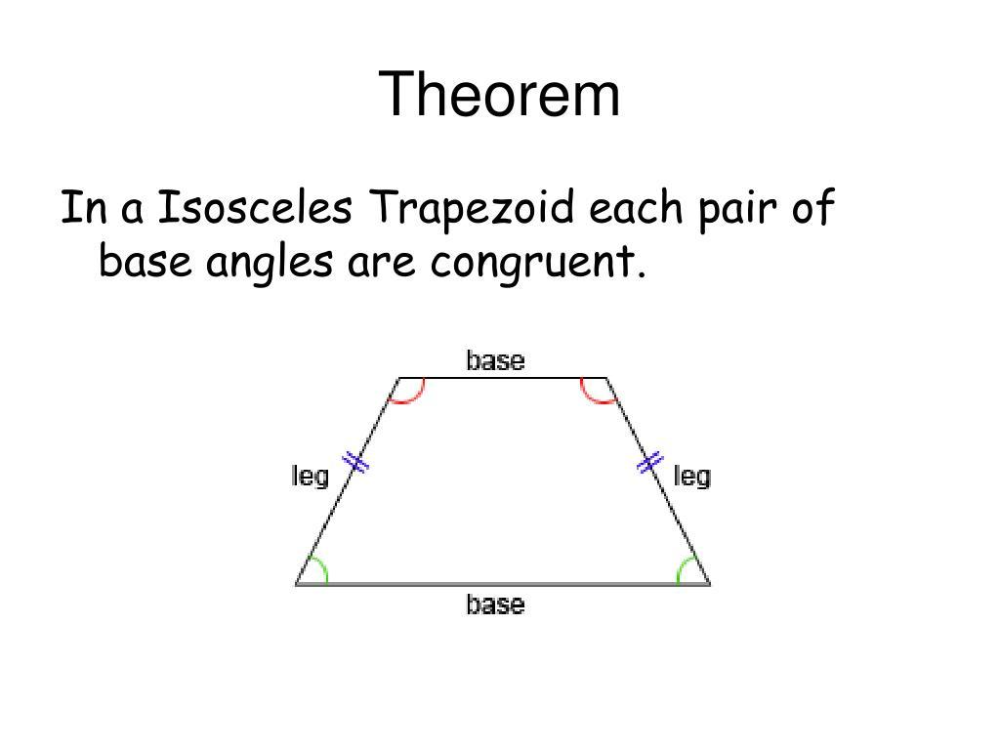 Theorem
In a Isosceles Trapezoid each pair of
base angles are congruent.
base
leg
leg
base